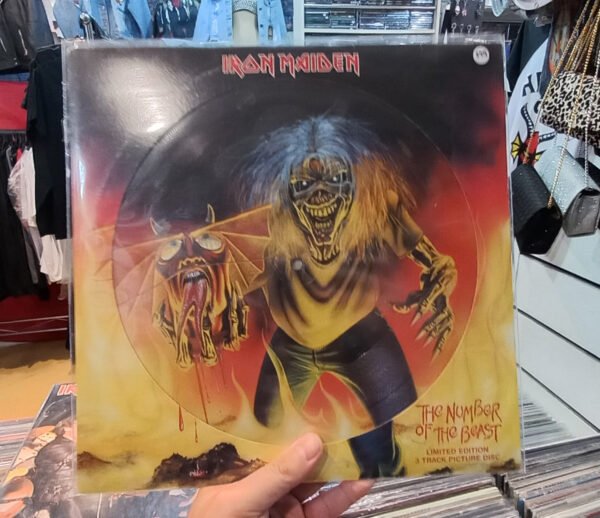 IRON MAIDEN
THE NUMBER
OF THE BEAST
LIMITED EDITION
3 TRACK PICTURE DISC